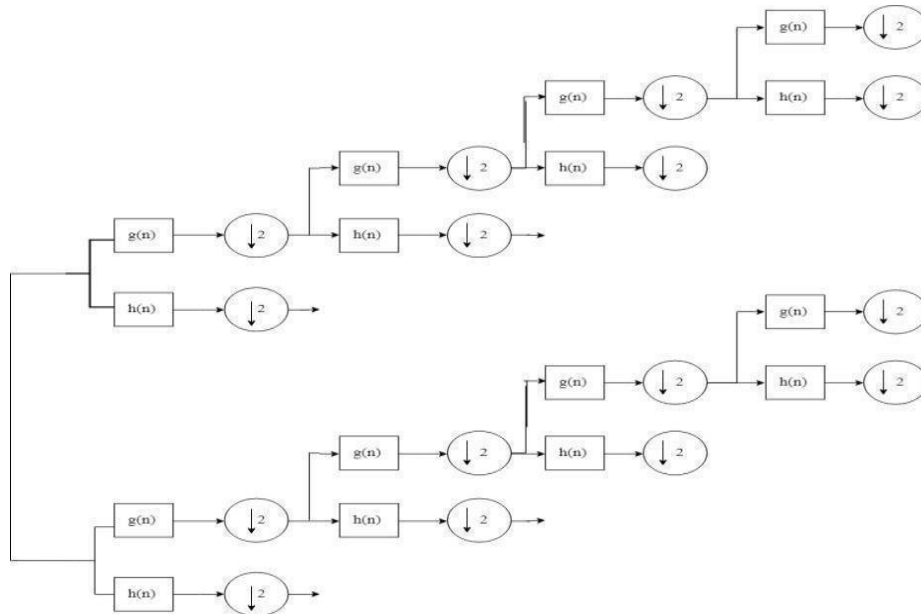 g(n) ↓ 2
g(n) ↓ 2 h(n) ↓ 2
g(n) ↓ 2 h(n) ↓ 2
g(n) ↓ 2 h(n) ↓ 2
h(n) ↓ 2
g(n) ↓ 2
g(n) ↓ 2 h(n) ↓ 2
g(n) ↓ 2 h(n) ↓ 2
g(n) ↓ 2 h(n) ↓ 2
h(n) ↓ 2